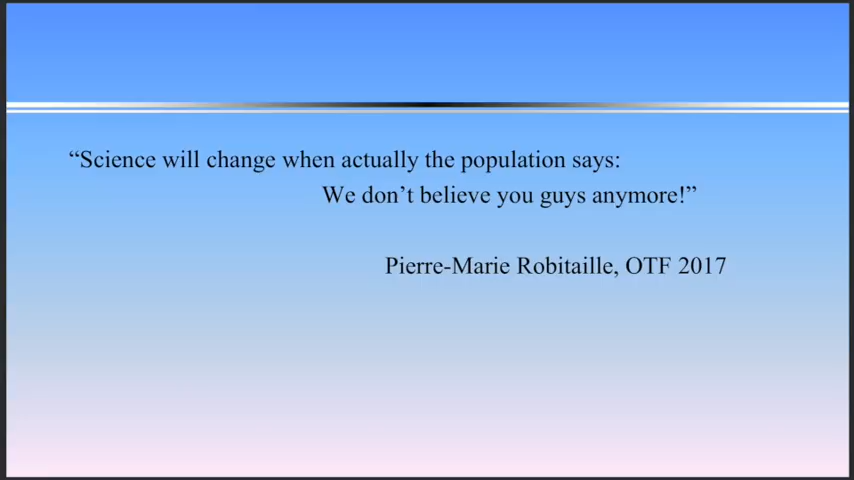 “Science will change when actually the population says:
We don’t believe you guys anymore!”
Pierre-Marie Robitaille, OTF 2017